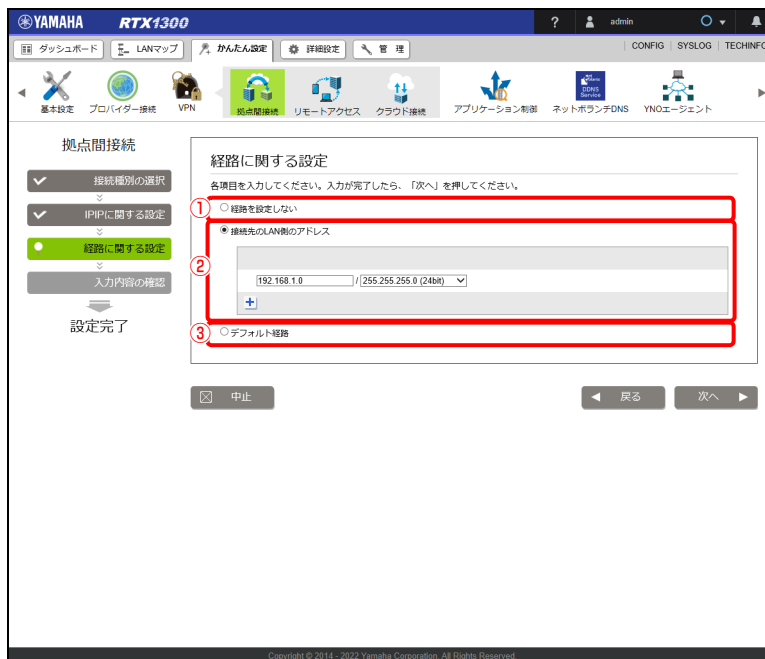 YAMAHA RTX1300 ? admin
ダッシュボード LANマップ かんたん設定 詳細設定 管 理 CONFIG SYSLOG TECHINFO
基本設定 プロバイダー接続 VPN 拠点間接続 リモートアクセス クラウド接続 アプリケーション制御 DDNS Service ネットボランチDNS YNOエージェント
拠点間接続
接続種別の選択
IPIPに関する設定
経路に関する設定
入力内容の確認
設定完了
経路に関する設定
各項目を入力してください。入力が完了したら、「次へ」を押してください。
① 経路を設定しない
② 接続先のLAN側のアドレス
192.168.1.0 / 255.255.255.0 (24bit)
+
③ デフォルト経路
中止 戻る 次へ
Copyright © 2014 - 2022 Yamaha Corporation. All Rights Reserved.